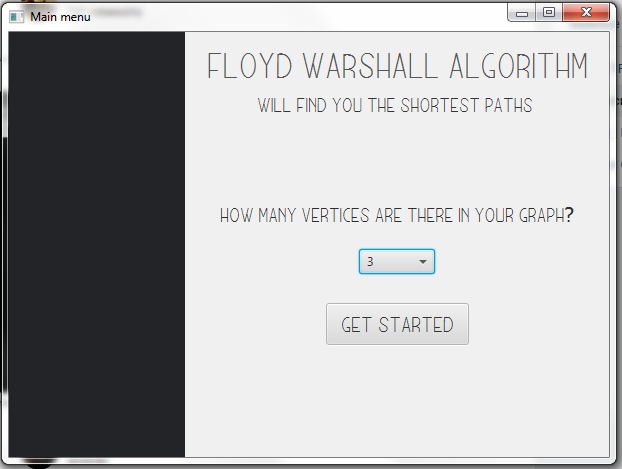 Main menu
FLOYD WARSHALL ALGORITHM
WILL FIND YOU THE SHORTEST PATHS
HOW MANY VERTICES ARE THERE IN YOUR GRAPH?
3
GET STARTED